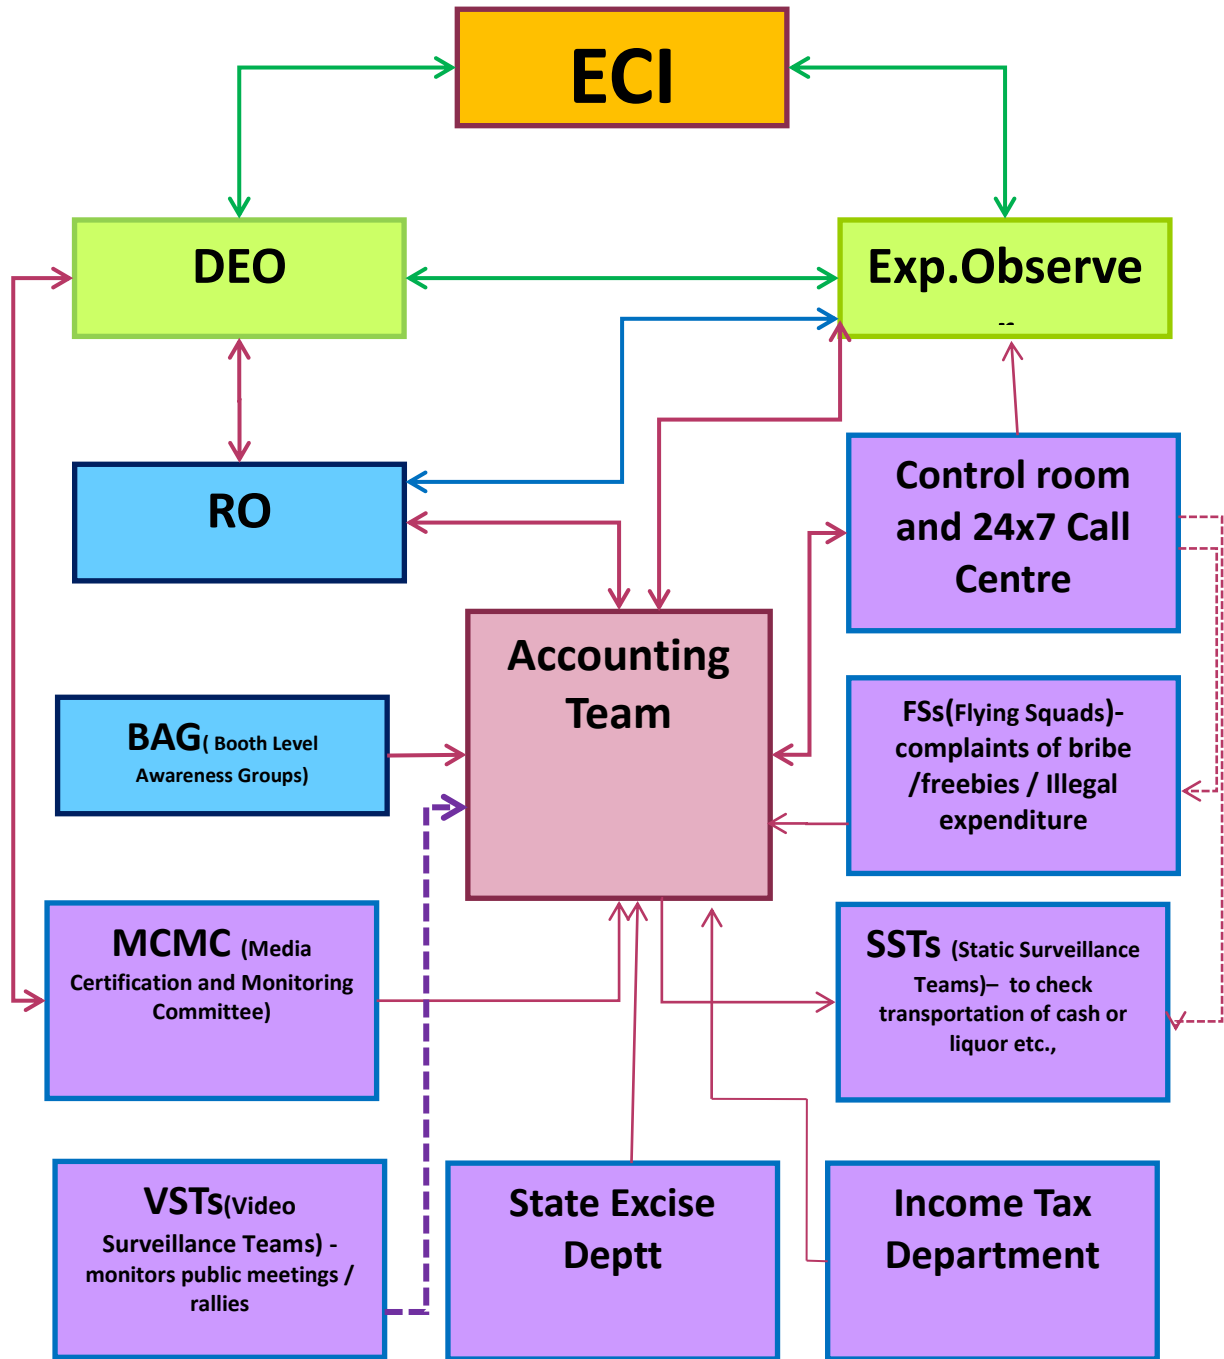 ECI
DEO
Exp.Observe
r
RO
Control room
and 24x7 Call
Centre
Accounting
Team
BAG( Booth Level
Awareness Groups)
FSs(Flying Squads)-
complaints of bribe
/freebies / Illegal
expenditure
MCMC (Media
Certification and Monitoring
Committee)
SSTs (Static Surveillance
Teams)– to check
transportation of cash or
liquor etc.,
VSTs(Video
Surveillance Teams) -
monitors public meetings /
rallies
State Excise
Deptt
Income Tax
Department